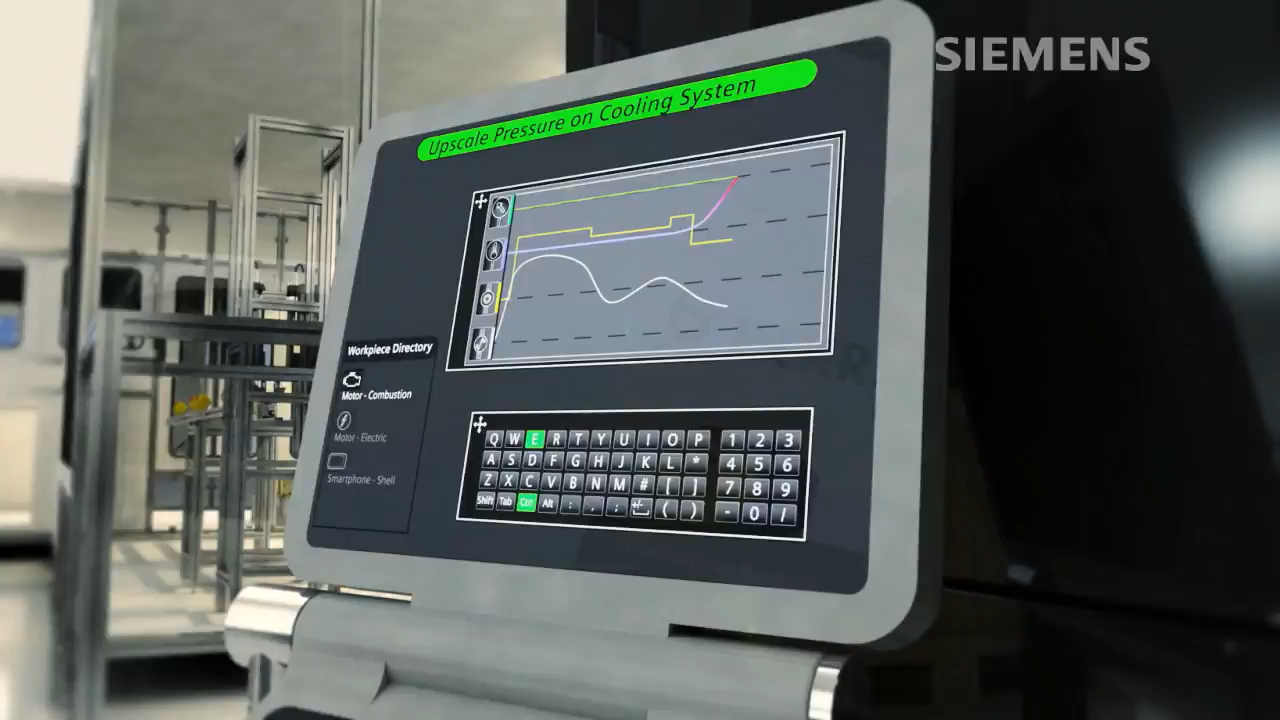 SIEMENS
Upscale Pressure on Cooling System
Workpiece Directory
Motor - Combustion
Motor - Electric
Smartphone - Shell
Q W E R T Y U I O P 1 2 3
A S D F G H J K L * 4 5 6
Z X C V B N M # [ ] 7 8 9
Shift Tab Ctrl Alt : , ; ( ) - 0 /